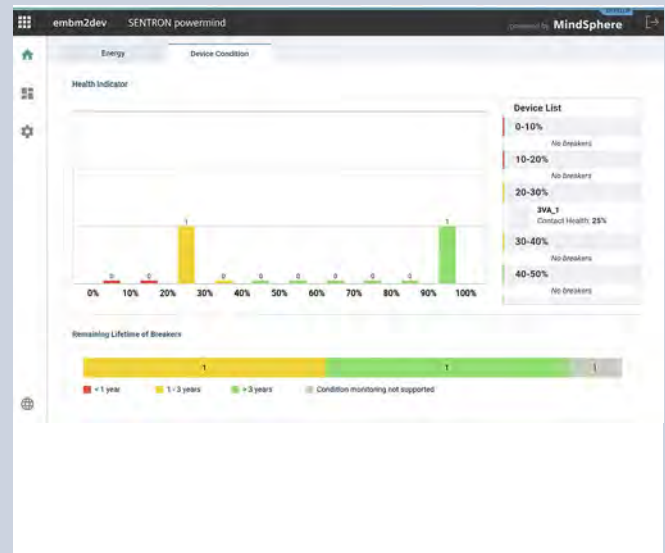 embm2dev SENTRON powermind powered by MindSphere
Energy Device Condition
Health Indicator
1 1
0 0 0 0 0 0 0 0
0% 10% 20% 30% 40% 50% 60% 70% 80% 90% 100%
Device List
0-10%
No breakers
10-20%
No breakers
20-30%
3VA_1
Contact Health: 25%
30-40%
No breakers
40-50%
No breakers
Remaining Lifetime of Breakers
1 1 1
< 1 year 1 - 3 years > 3 years Condition monitoring not supported